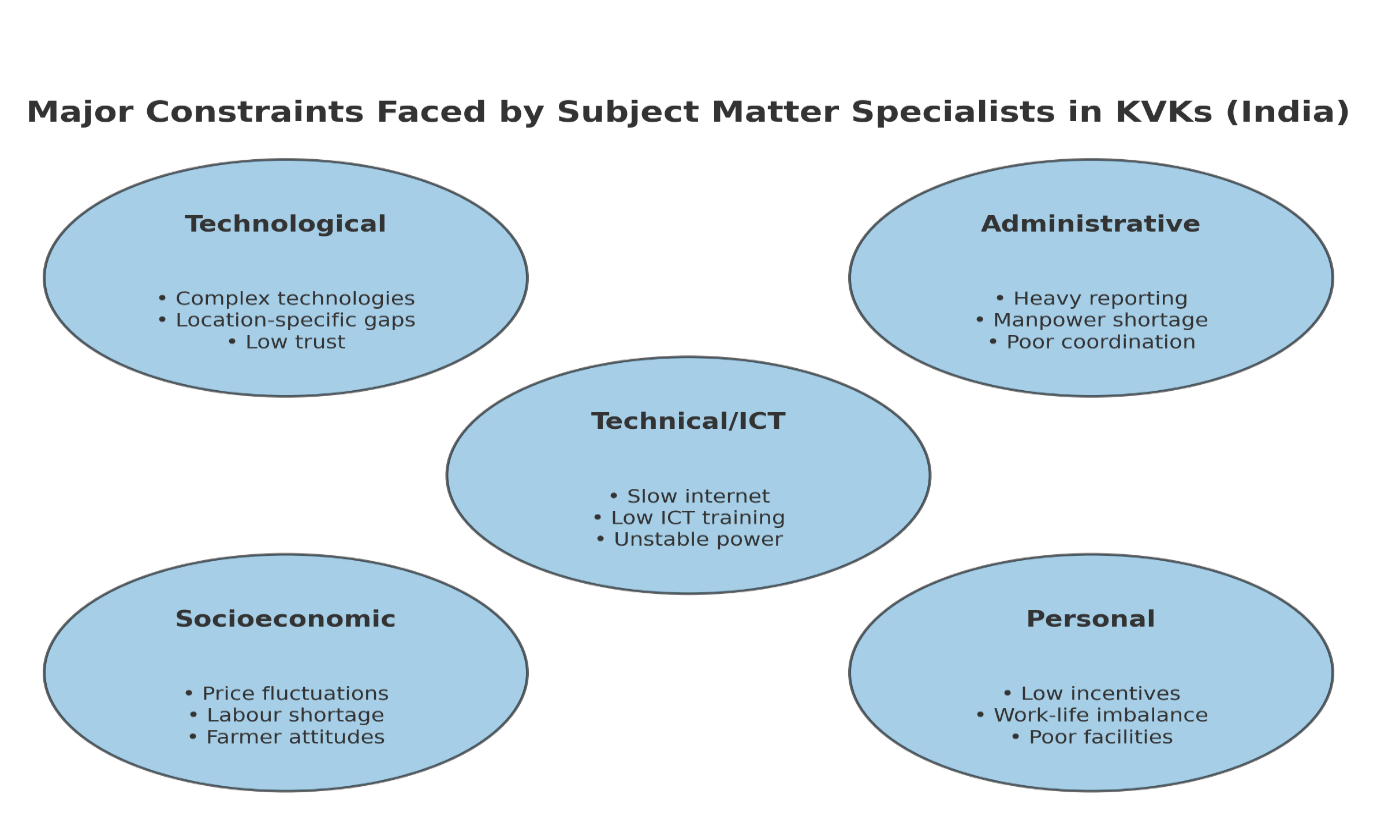 Major Constraints Faced by Subject Matter Specialists in KVKs (India)
Technological
• Complex technologies
• Location-specific gaps
• Low trust
Administrative
• Heavy reporting
• Manpower shortage
• Poor coordination
Technical/ICT
• Slow internet
• Low ICT training
• Unstable power
Socioeconomic
• Price fluctuations
• Labour shortage
• Farmer attitudes
Personal
• Low incentives
• Work-life imbalance
• Poor facilities